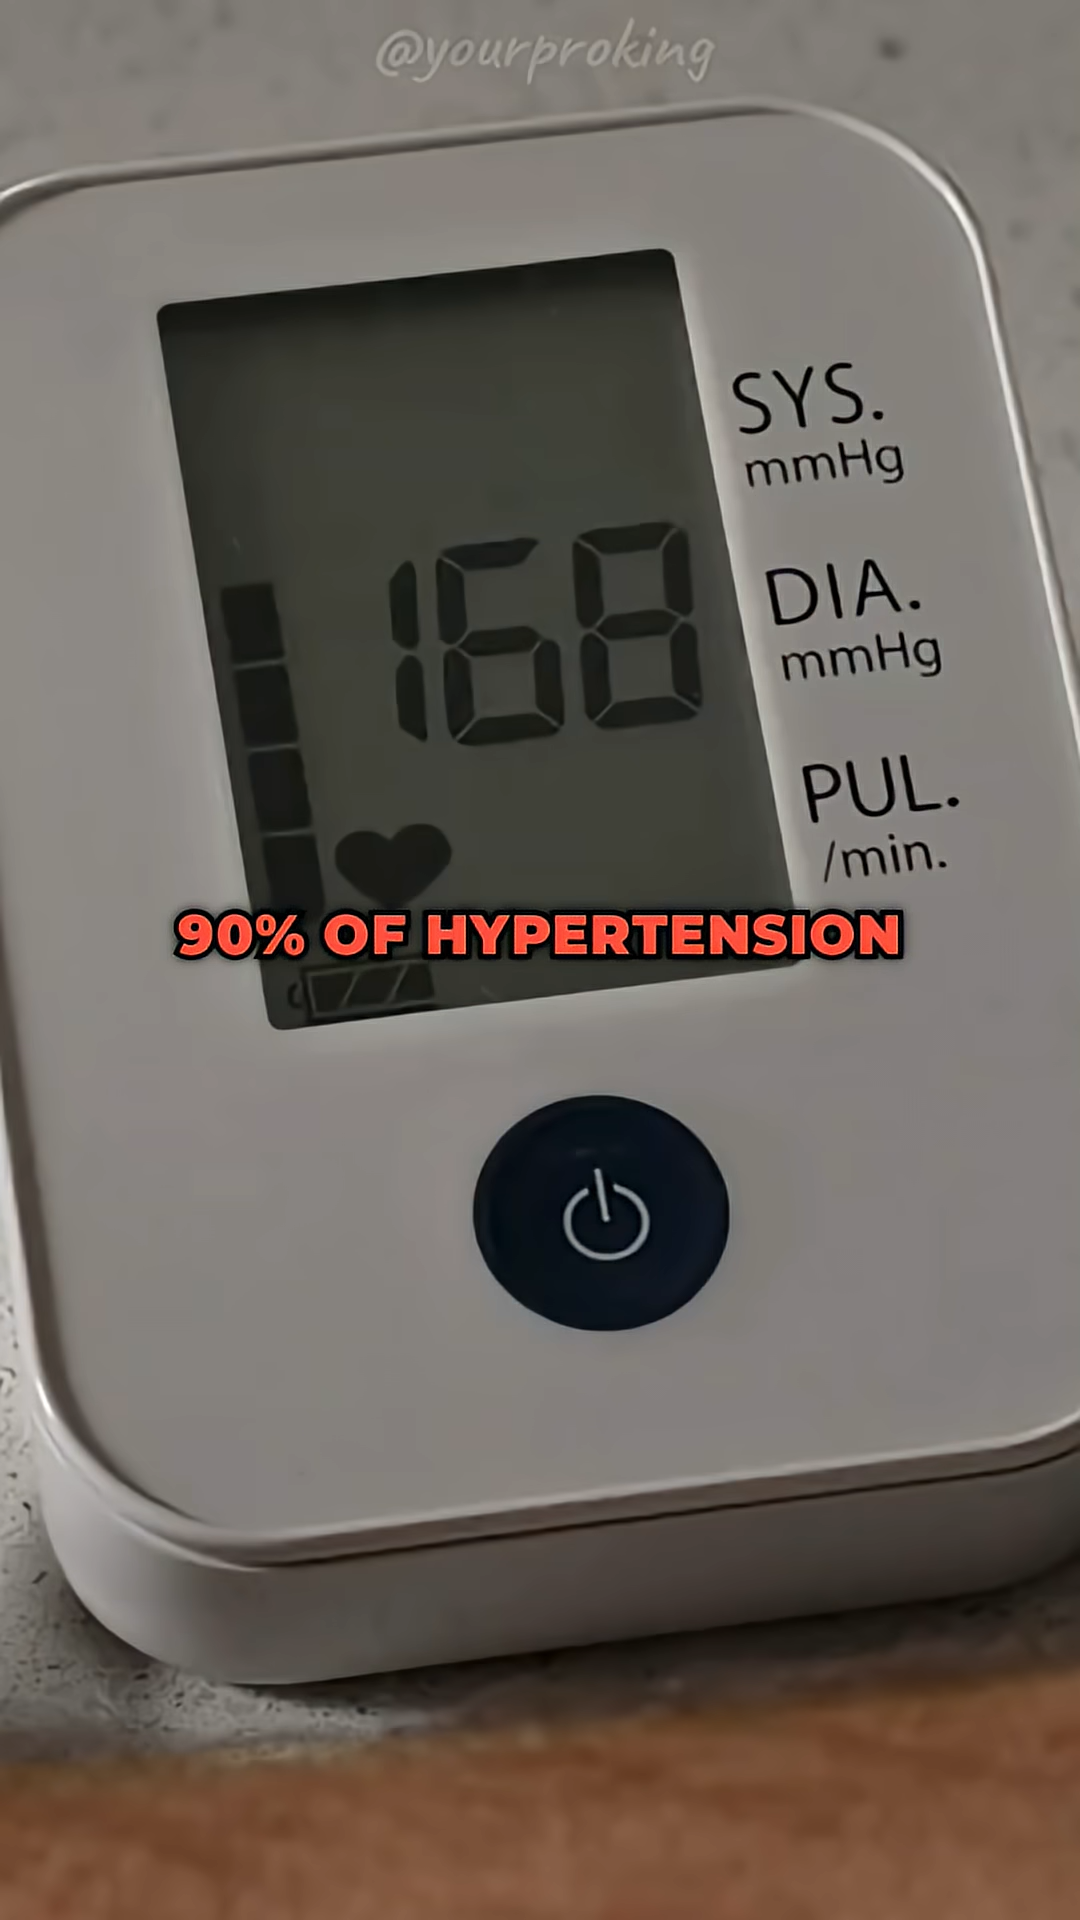 @yourproking
SYS.
mmHg
DIA.
mmHg
168
PUL.
/min.
90% OF HYPERTENSION